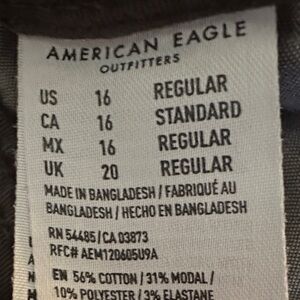 AMERICAN EAGLE
OUTFITTERS
US 16 REGULAR
CA 16 STANDARD
MX 16 REGULAR
UK 20 REGULAR
MADE IN BANGLADESH / FABRIQUÉ AU
BANGLADESH / HECHO EN BANGLADESH
RN 54485 / CA 03873
RFC# AEM120605U9A
EN 56% COTTON / 31% MODAL /
10% POLYESTER / 3% ELASTANE